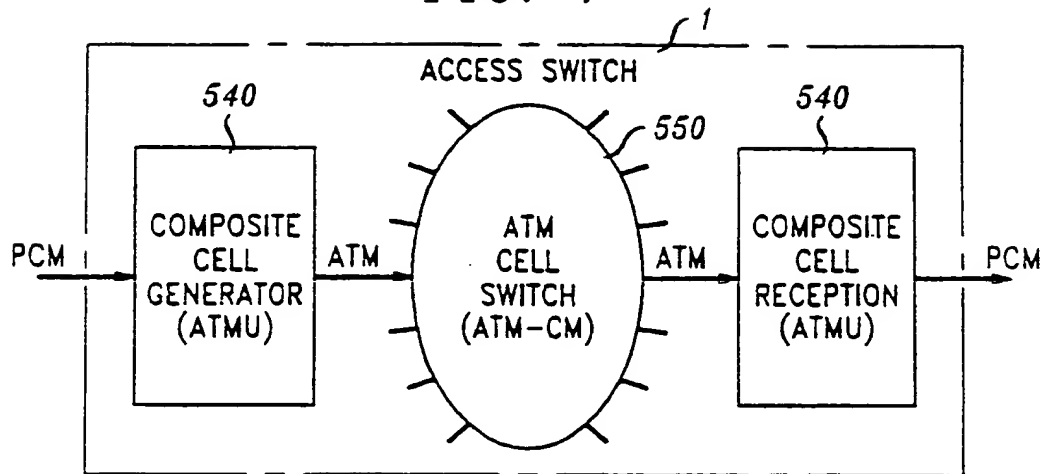 1
ACCESS SWITCH
540
550
540
COMPOSITE
CELL
GENERATOR
(ATMU)
ATM
CELL
SWITCH
(ATM-CM)
COMPOSITE
CELL
RECEPTION
(ATMU)
PCM
ATM
ATM
PCM